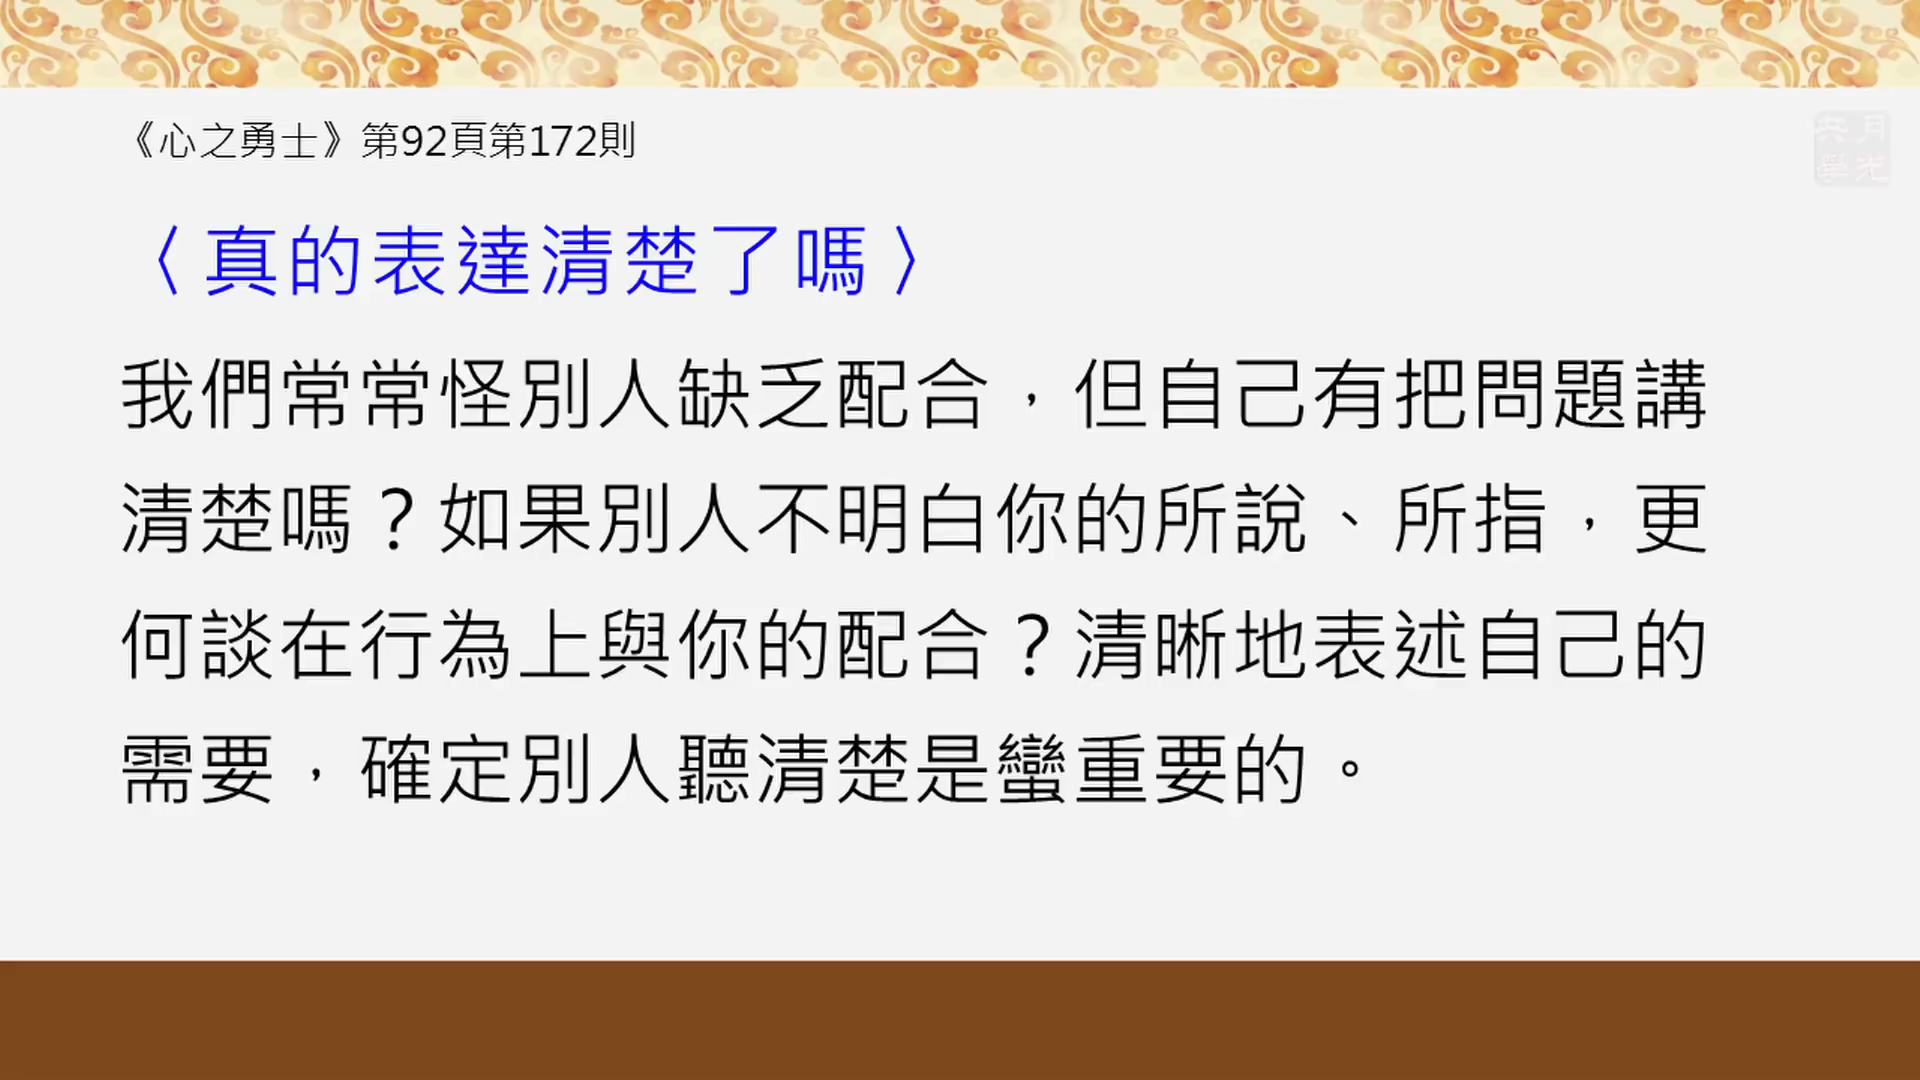 《心之勇士》第92頁第172則
〈真的表達清楚了嗎〉
我們常常怪別人缺乏配合，但自己有把問題講
清楚嗎？如果別人不明白你的所說、所指，更
何談在行為上與你的配合？清晰地表述自己的
需要，確定別人聽清楚是蠻重要的。